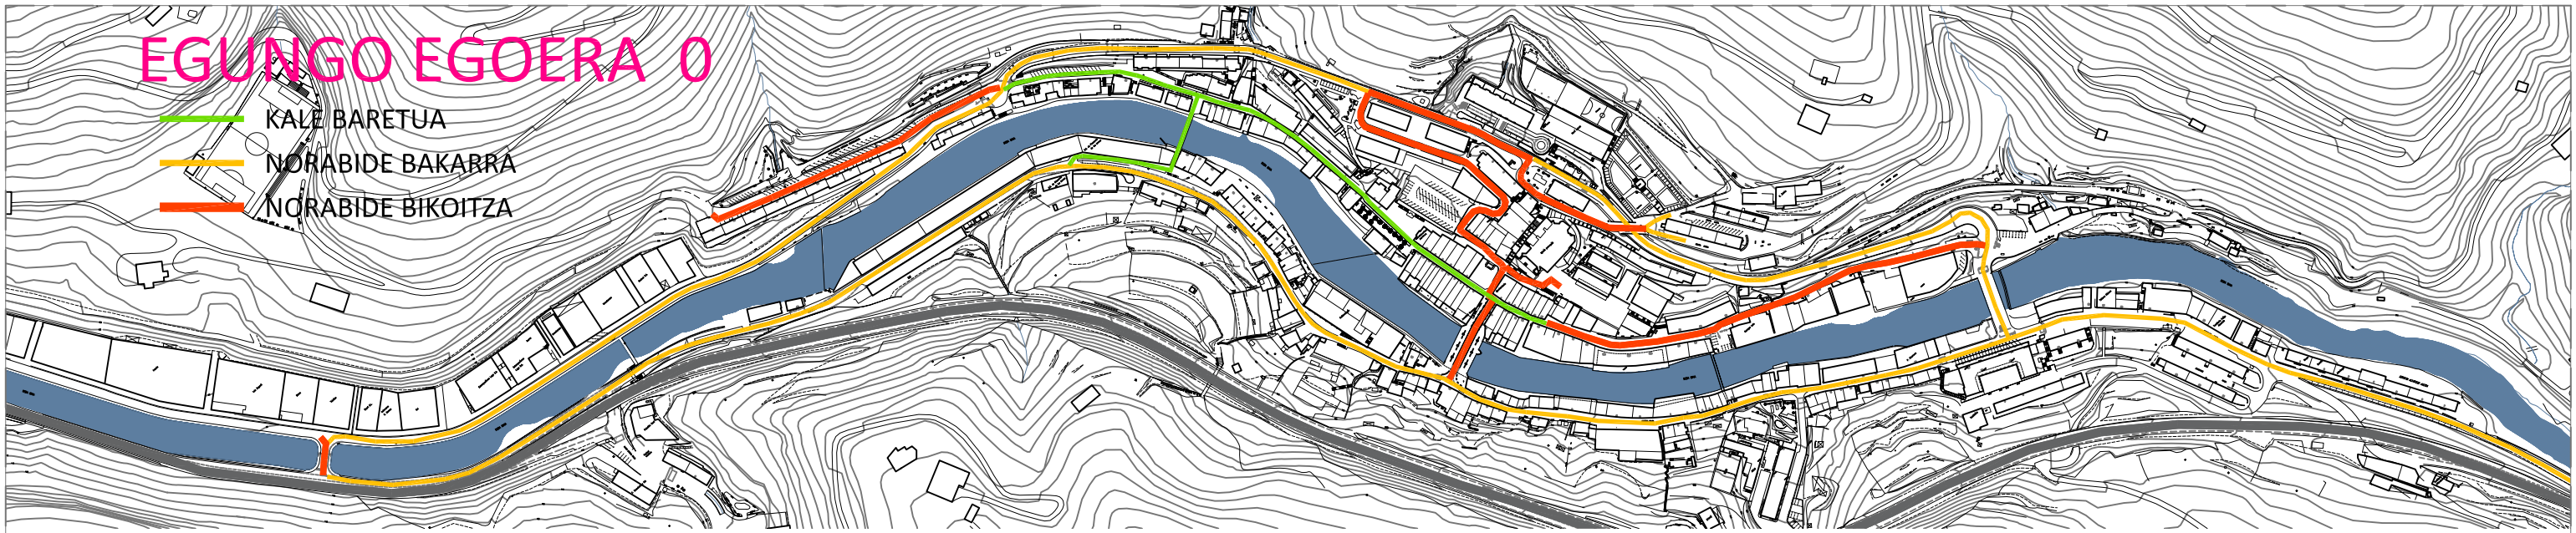 EGUNGO EGOERA 0
KALE BARETUA
NORABIDE BAKARRA
NORABIDE BIKOITZA